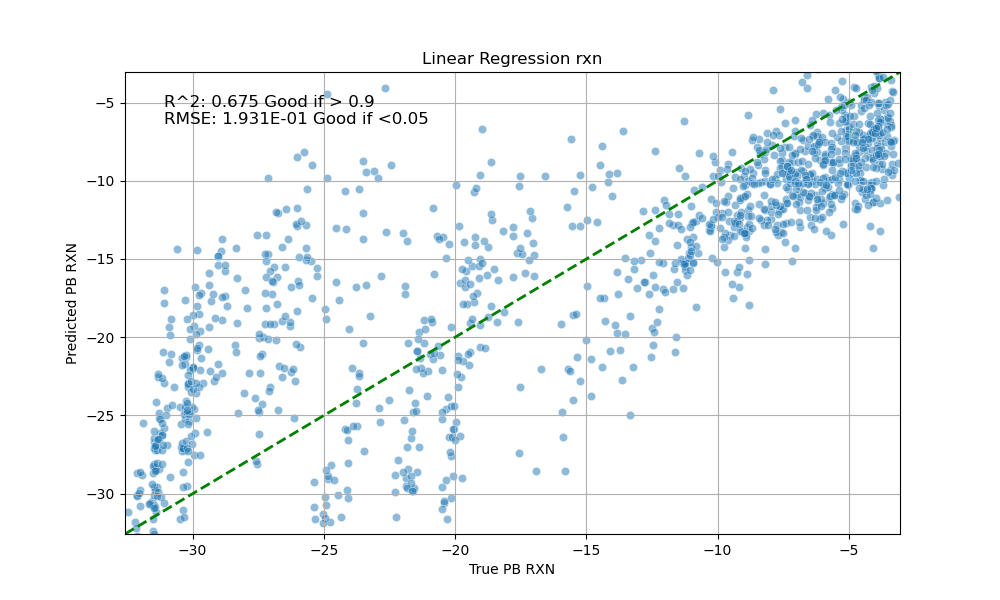 Linear Regression rxn
R^2: 0.675 Good if > 0.9
RMSE: 1.931E-01 Good if <0.05
Predicted PB RXN
−5
−10
−15
−20
−25
−30
−30 −25 −20 −15 −10 −5
True PB RXN